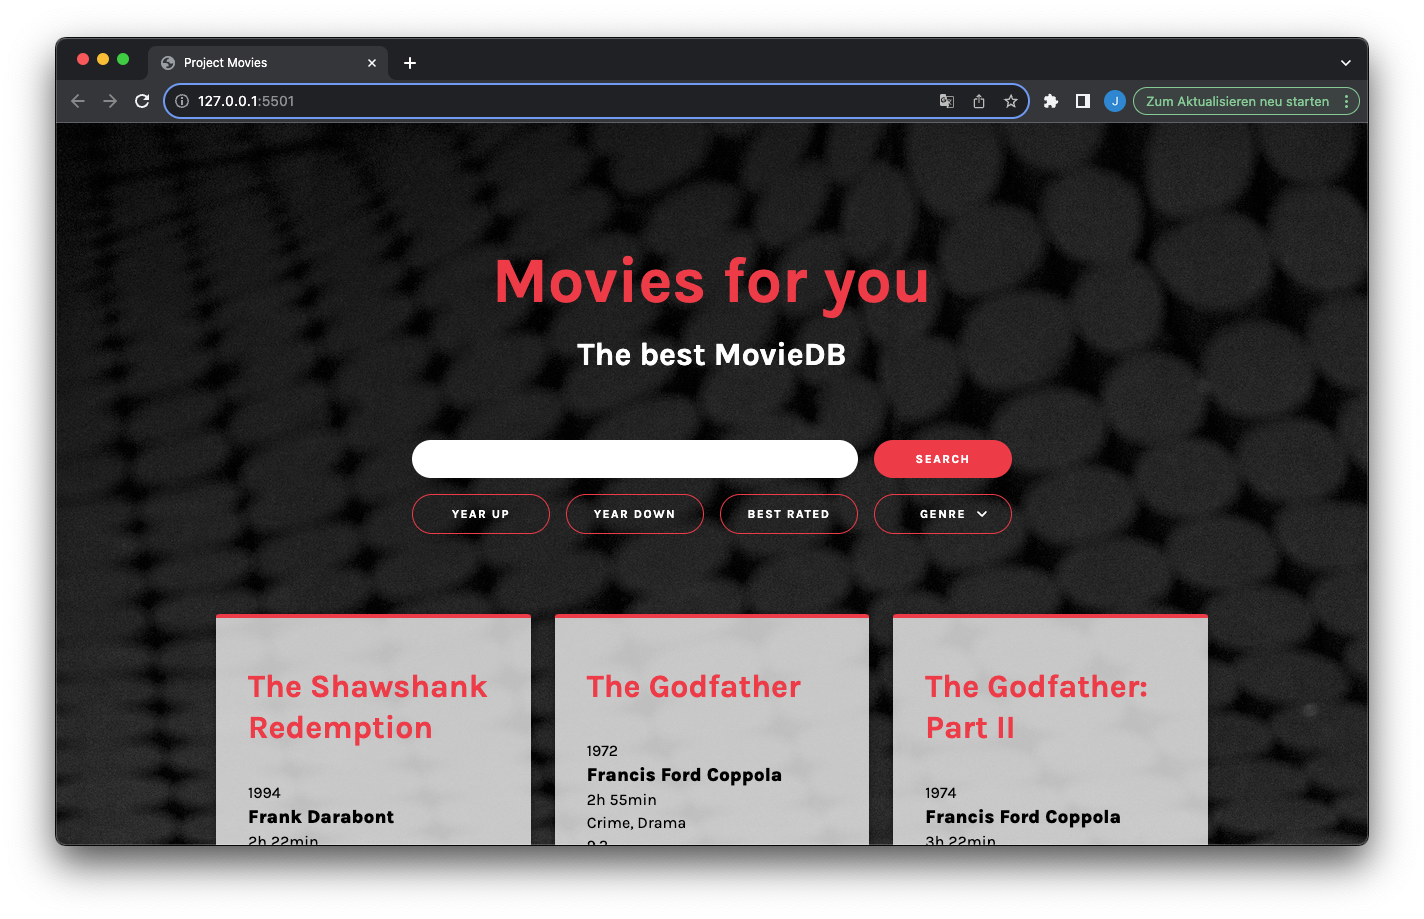 Project Movies
127.0.0.1:5501
J
Zum Aktualisieren neu starten
Movies for you
The best MovieDB
SEARCH
YEAR UP
YEAR DOWN
BEST RATED
GENRE
The Shawshank
Redemption
1994
Frank Darabont
2h 22min
The Godfather
1972
Francis Ford Coppola
2h 55min
Crime, Drama
The Godfather:
Part II
1974
Francis Ford Coppola
3h 22min